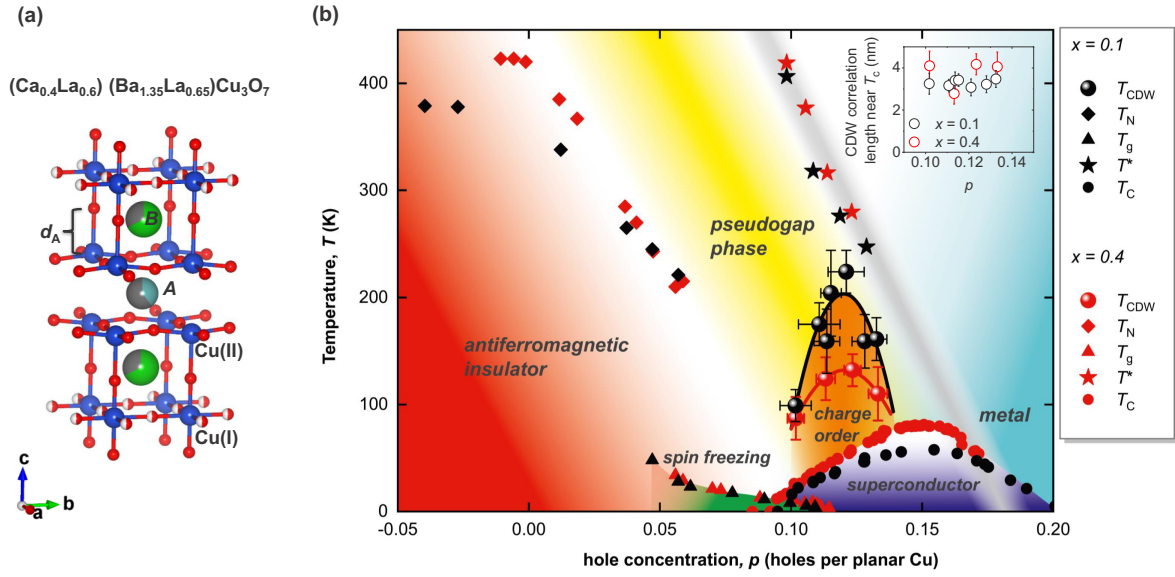 (a)
(Ca0.4La0.6) (Ba1.35La0.65)Cu3O7
B
dA
A
Cu(II)
Cu(I)
c
b
a
(b)
Temperature, T (K)
400
300
200
100
0
-0.05
0.00
0.05
0.10
0.15
0.20
hole concentration, p (holes per planar Cu)
antiferromagnetic
insulator
pseudogap
phase
spin freezing
charge
order
superconductor
metal
CDW correlation
length near Tc (nm)
4
2
0
0.10
0.12
0.14
p
x = 0.1
x = 0.4
x = 0.1
TCDW
TN
Tg
T*
TC
x = 0.4
TCDW
TN
Tg
T*
TC